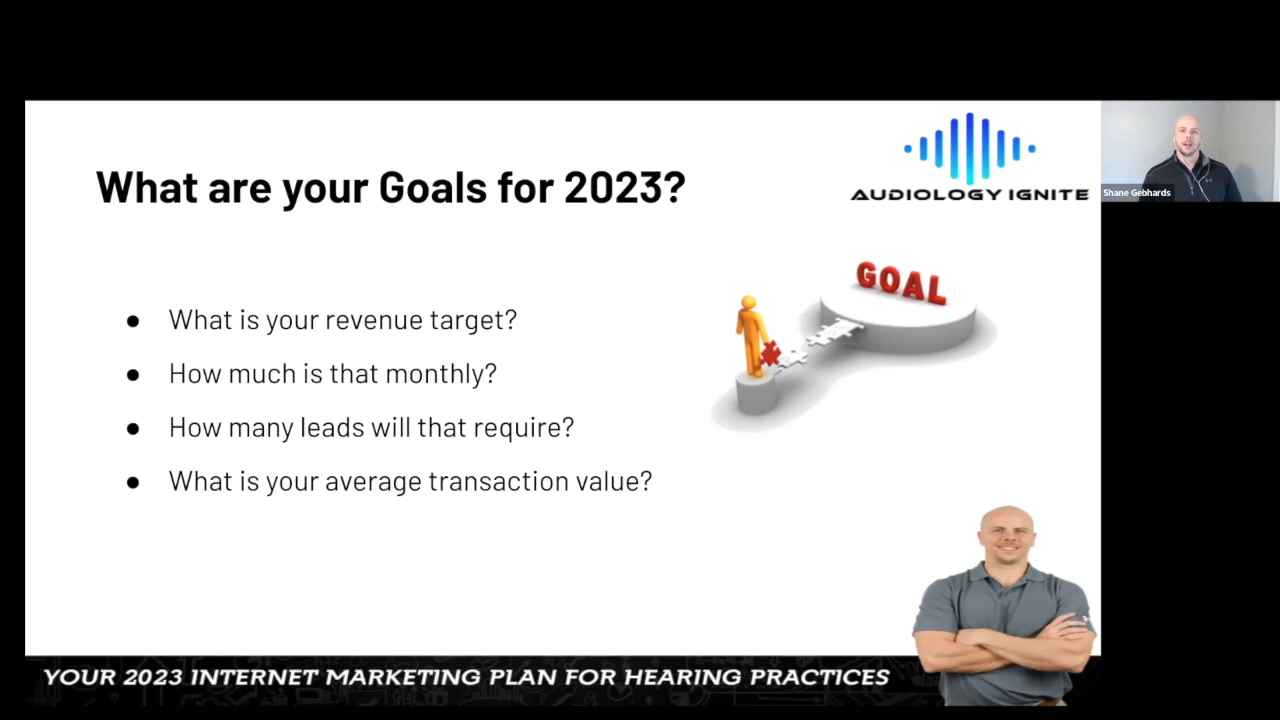 What are your Goals for 2023?
AUDIOLOGY IGNITE
Shane Gebhards
GOAL
● What is your revenue target?
● How much is that monthly?
● How many leads will that require?
● What is your average transaction value?
YOUR 2023 INTERNET MARKETING PLAN FOR HEARING PRACTICES